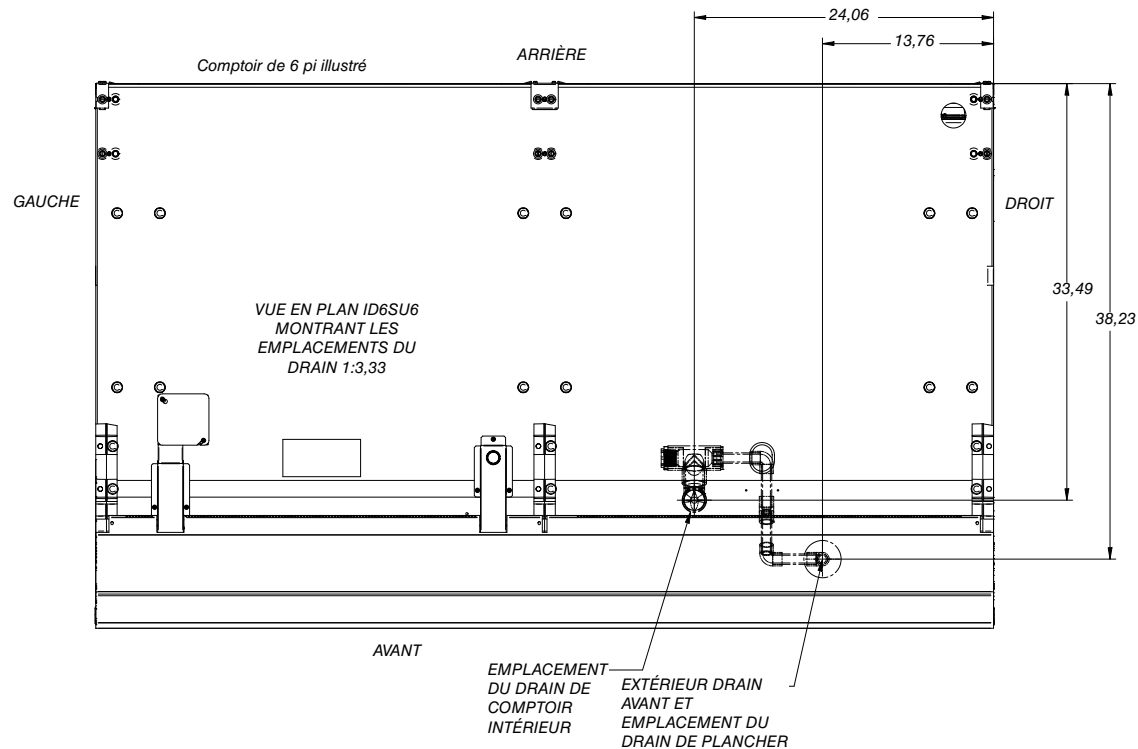 24,06
13,76
ARRIÈRE
Comptoir de 6 pi illustré
GAUCHE
DROIT
33,49
38,23
VUE EN PLAN ID6SU6
MONTRANT LES
EMPLACEMENTS DU
DRAIN 1:3,33
AVANT
EMPLACEMENT
DU DRAIN DE
COMPTOIR
INTÉRIEUR
EXTÉRIEUR DRAIN
AVANT ET
EMPLACEMENT DU
DRAIN DE PLANCHER